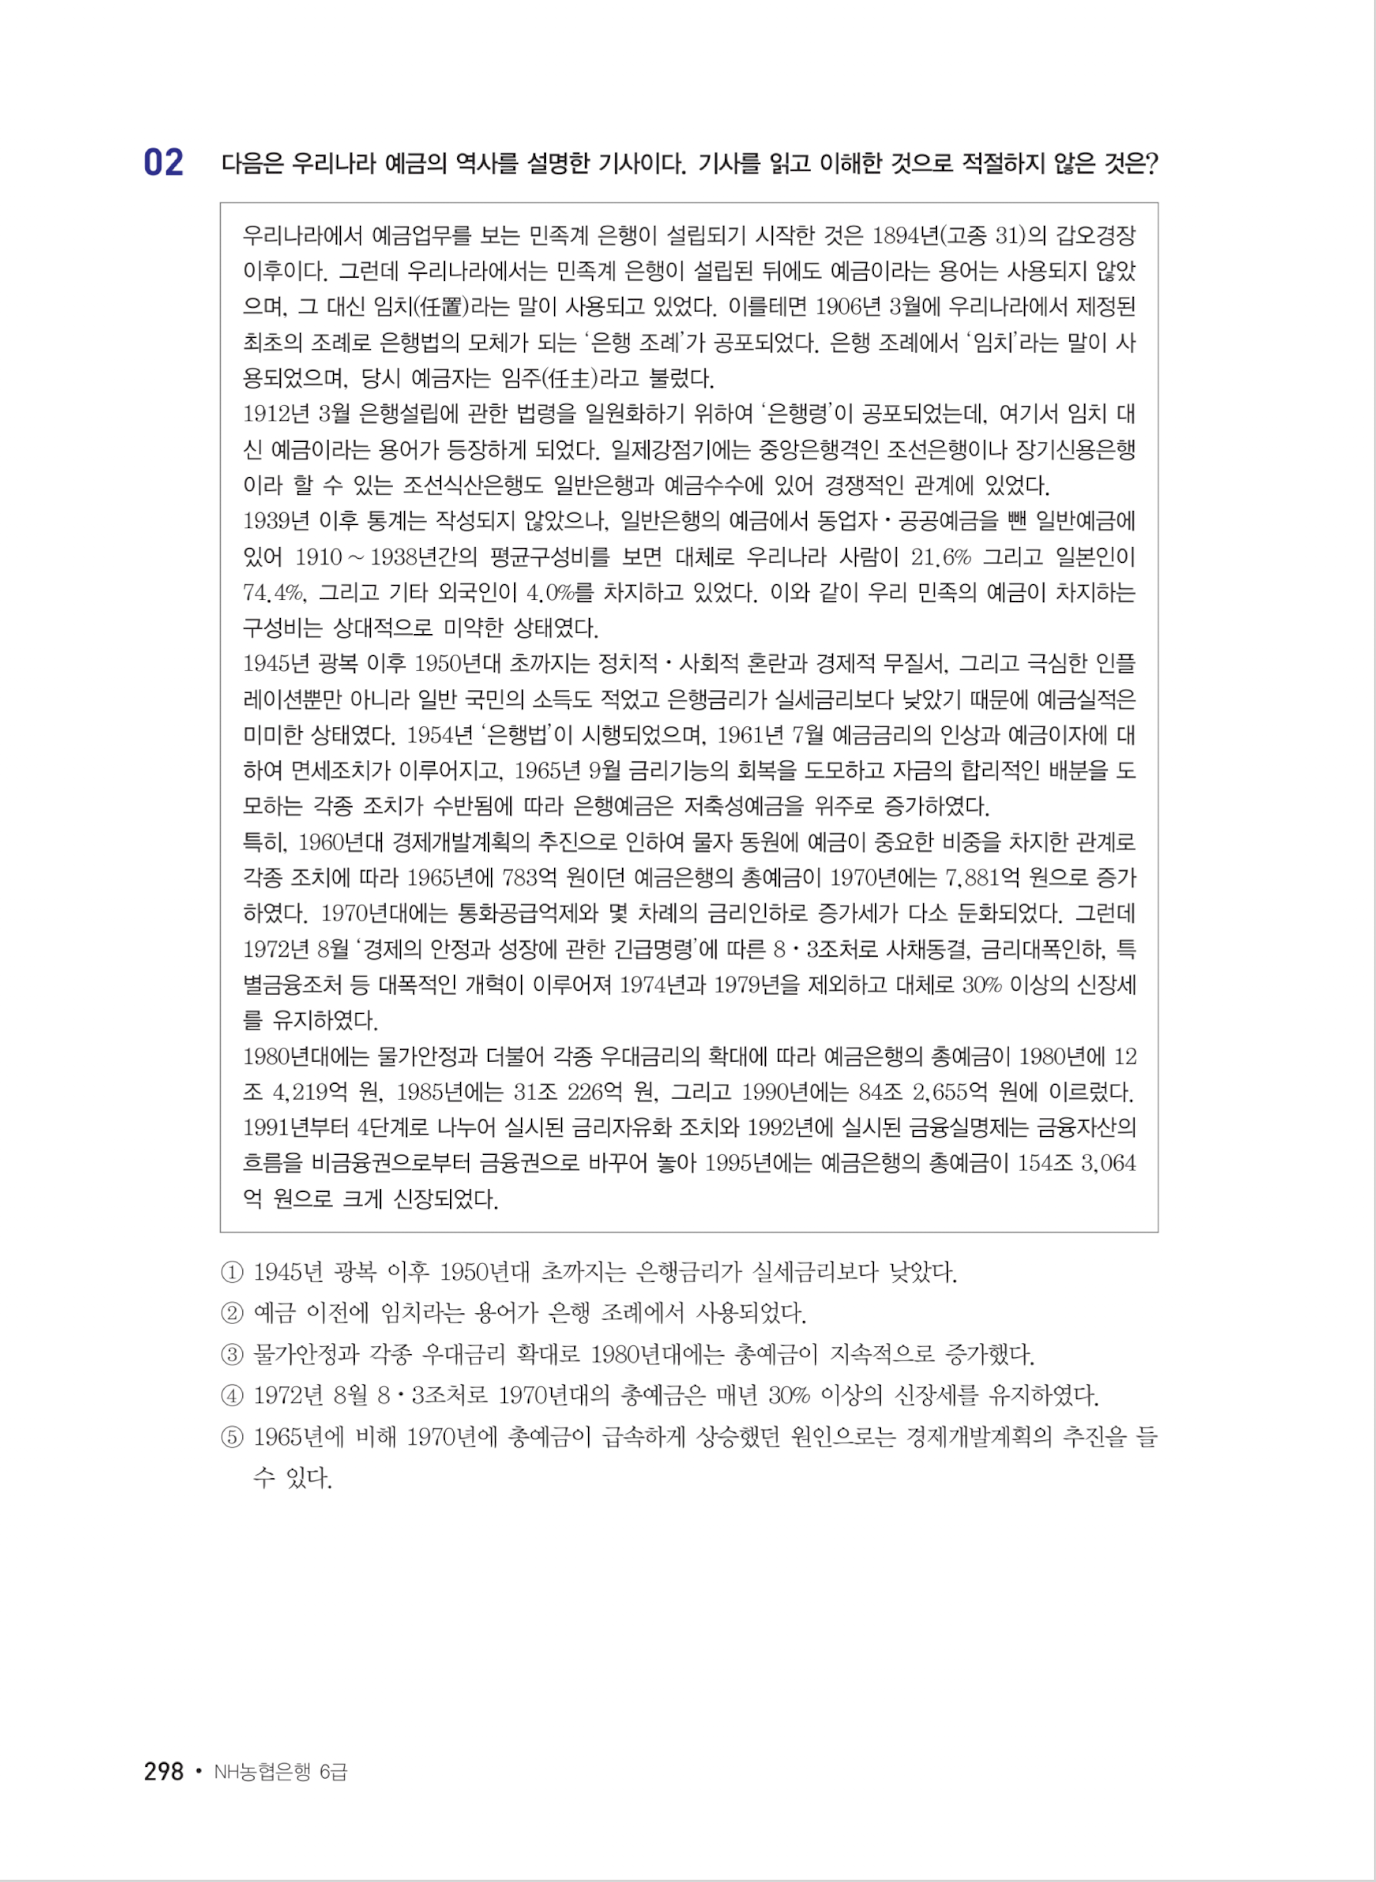 02 다음은 우리나라 예금의 역사를 설명한 기사이다. 기사를 읽고 이해한 것으로 적절하지 않은 것은?
우리나라에서 예금업무를 보는 민족계 은행이 설립되기 시작한 것은 1894년(고종 31)의 갑오경장
이후이다. 그런데 우리나라에서는 민족계 은행이 설립된 뒤에도 예금이라는 용어는 사용되지 않았
으며, 그 대신 임치(任置)라는 말이 사용되고 있었다. 이를테면 1906년 3월에 우리나라에서 제정된
최초의 조례로 은행법의 모체가 되는 ‘은행 조례’가 공포되었다. 은행 조례에서 ‘임치’라는 말이 사
용되었으며, 당시 예금자는 임주(任主)라고 불렀다.
1912년 3월 은행설립에 관한 법령을 일원화하기 위하여 ‘은행령’이 공포되었는데, 여기서 임치 대
신 예금이라는 용어가 등장하게 되었다. 일제강점기에는 중앙은행격인 조선은행이나 장기신용은행
이라 할 수 있는 조선식산은행도 일반은행과 예금수수에 있어 경쟁적인 관계에 있었다.
1939년 이후 통계는 작성되지 않았으나, 일반은행의 예금에서 동업자·공공예금을 뺀 일반예금에
있어 1910～1938년간의 평균구성비를 보면 대체로 우리나라 사람이 21.6% 그리고 일본인이
74.4%, 그리고 기타 외국인이 4.0%를 차지하고 있었다. 이와 같이 우리 민족의 예금이 차지하는
구성비는 상대적으로 미약한 상태였다.
1945년 광복 이후 1950년대 초까지는 정치적·사회적 혼란과 경제적 무질서, 그리고 극심한 인플
레이션뿐만 아니라 일반 국민의 소득도 적었고 은행금리가 실세금리보다 낮았기 때문에 예금실적은
미미한 상태였다. 1954년 ‘은행법’이 시행되었으며, 1961년 7월 예금금리의 인상과 예금이자에 대
하여 면세조치가 이루어지고, 1965년 9월 금리기능의 회복을 도모하고 자금의 합리적인 배분을 도
모하는 각종 조치가 수반됨에 따라 은행예금은 저축성예금을 위주로 증가하였다.
특히, 1960년대 경제개발계획의 추진으로 인하여 물자 동원에 예금이 중요한 비중을 차지한 관계로
각종 조치에 따라 1965년에 783억 원이던 예금은행의 총예금이 1970년에는 7,881억 원으로 증가
하였다. 1970년대에는 통화공급억제와 몇 차례의 금리인하로 증가세가 다소 둔화되었다. 그런데
1972년 8월 ‘경제의 안정과 성장에 관한 긴급명령’에 따른 8·3조처로 사채동결, 금리대폭인하, 특
별금융조처 등 대폭적인 개혁이 이루어져 1974년과 1979년을 제외하고 대체로 30% 이상의 신장세
를 유지하였다.
1980년대에는 물가안정과 더불어 각종 우대금리의 확대에 따라 예금은행의 총예금이 1980년에 12
조 4,219억 원, 1985년에는 31조 226억 원, 그리고 1990년에는 84조 2,655억 원에 이르렀다.
1991년부터 4단계로 나누어 실시된 금리자유화 조치와 1992년에 실시된 금융실명제는 금융자산의
흐름을 비금융권으로부터 금융권으로 바꾸어 놓아 1995년에는 예금은행의 총예금이 154조 3,064
억 원으로 크게 신장되었다.
① 1945년 광복 이후 1950년대 초까지는 은행금리가 실세금리보다 낮았다.
② 예금 이전에 임치라는 용어가 은행 조례에서 사용되었다.
③ 물가안정과 각종 우대금리 확대로 1980년대에는 총예금이 지속적으로 증가했다.
④ 1972년 8월 8·3조처로 1970년대의 총예금은 매년 30% 이상의 신장세를 유지하였다.
⑤ 1965년에 비해 1970년에 총예금이 급속하게 상승했던 원인으로는 경제개발계획의 추진을 들
수 있다.
298 • NH농협은행 6급